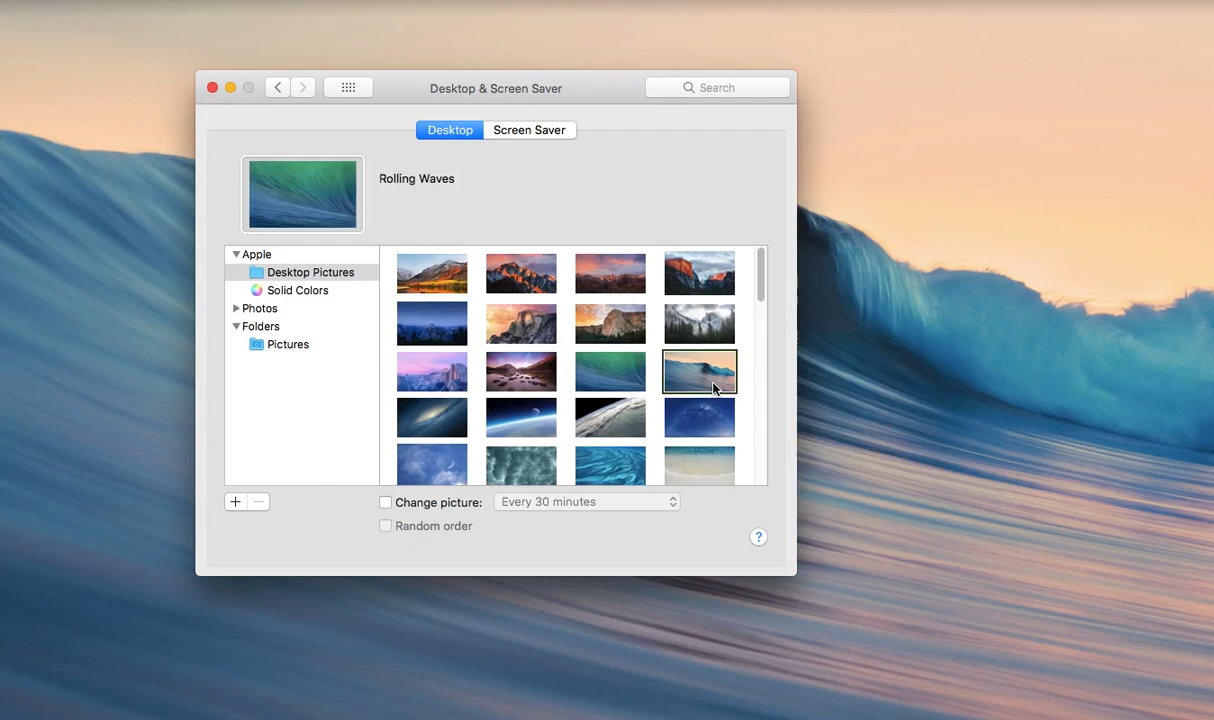 Desktop & Screen Saver
Search
Desktop
Screen Saver
Rolling Waves
Apple
Desktop Pictures
Solid Colors
Photos
Folders
Pictures
+
−
Change picture:
Every 30 minutes
Random order
?